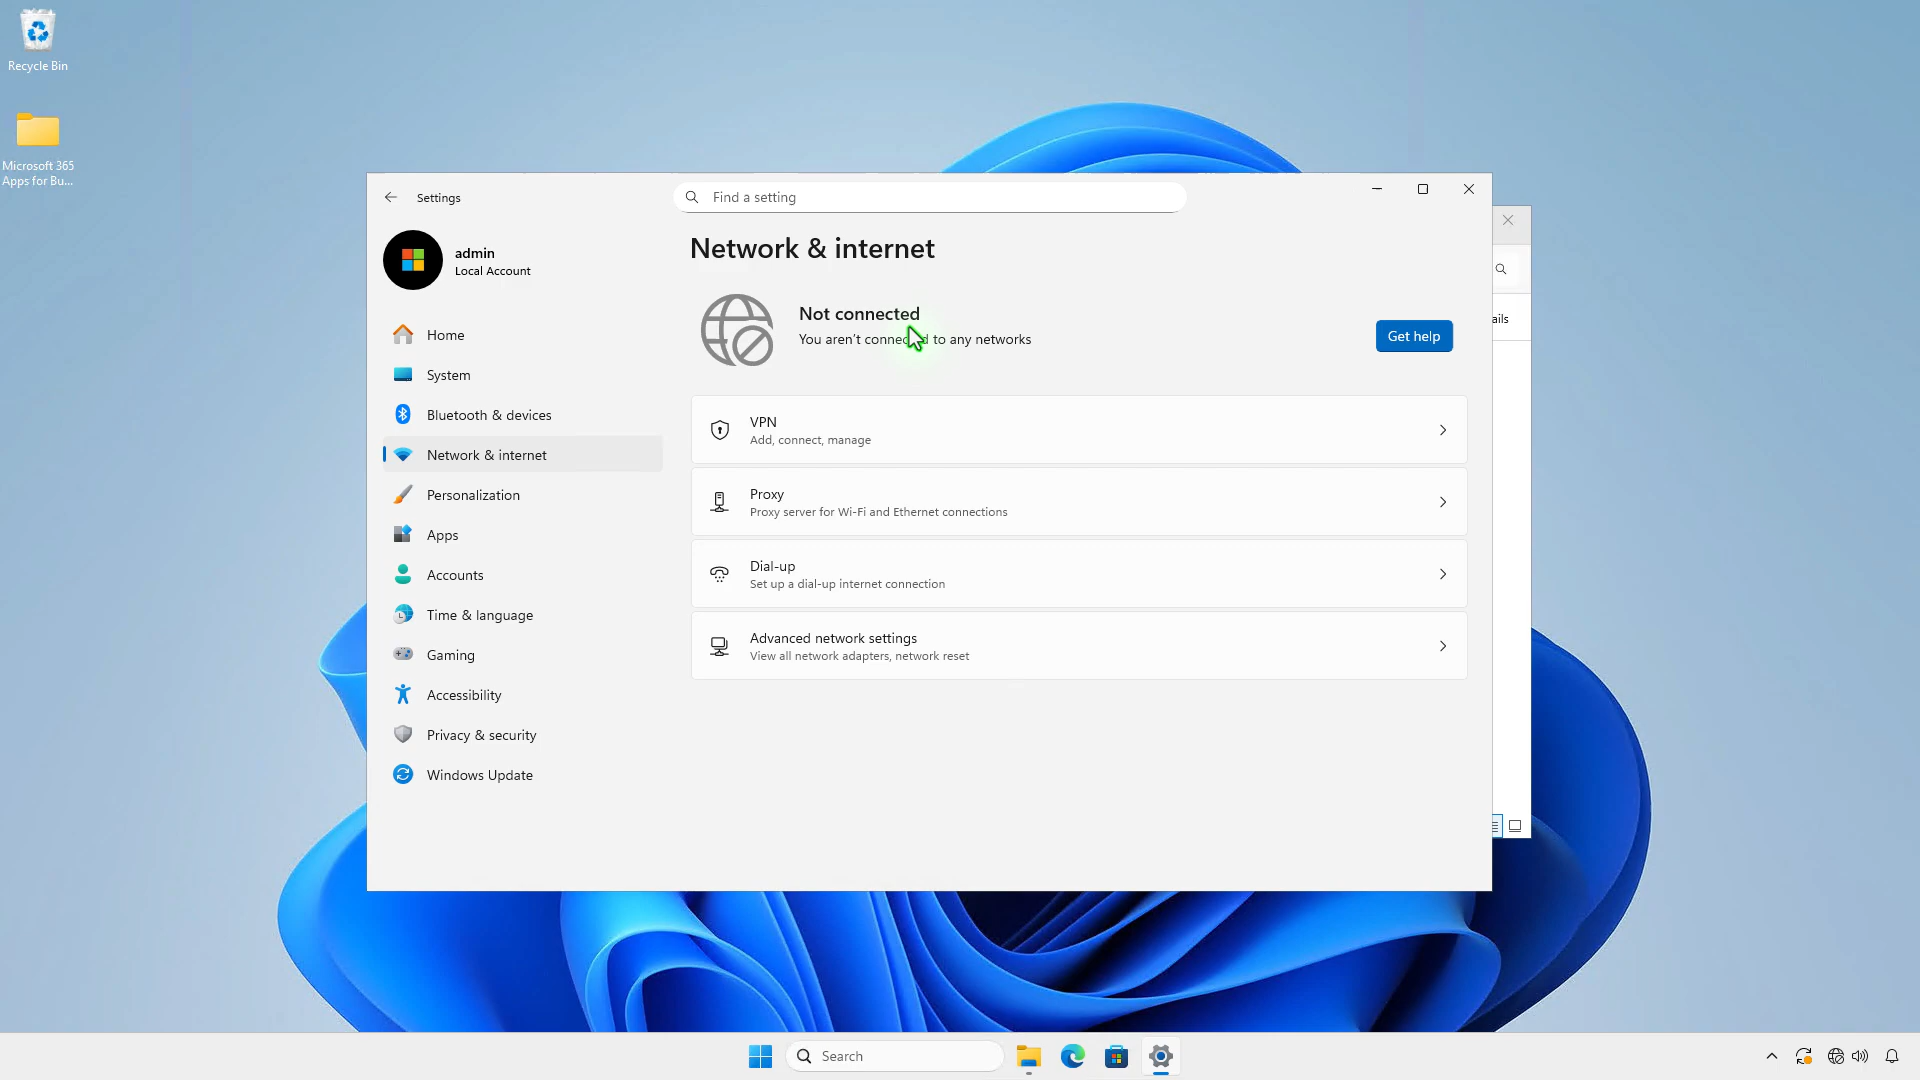 Recycle Bin
Microsoft 365
Apps for Bu...
Settings
Find a setting
admin
Local Account
Home
System
Bluetooth & devices
Network & internet
Personalization
Apps
Accounts
Time & language
Gaming
Accessibility
Privacy & security
Windows Update
Network & internet
Not connected
You aren't connected to any networks
Get help
VPN
Add, connect, manage
Proxy
Proxy server for Wi-Fi and Ethernet connections
Dial-up
Set up a dial-up internet connection
Advanced network settings
View all network adapters, network reset
ails
Search